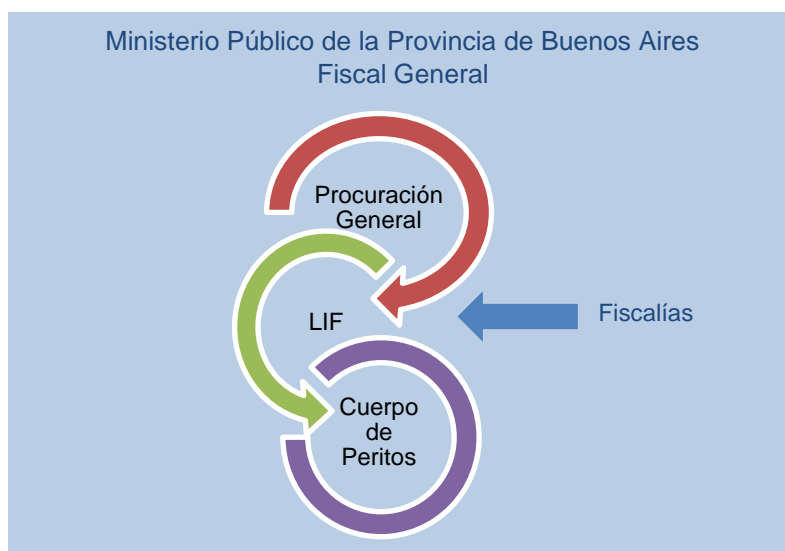 Ministerio Público de la Provincia de Buenos Aires
Fiscal General
Procuración
General
LIF
Fiscalías
Cuerpo
de
Peritos